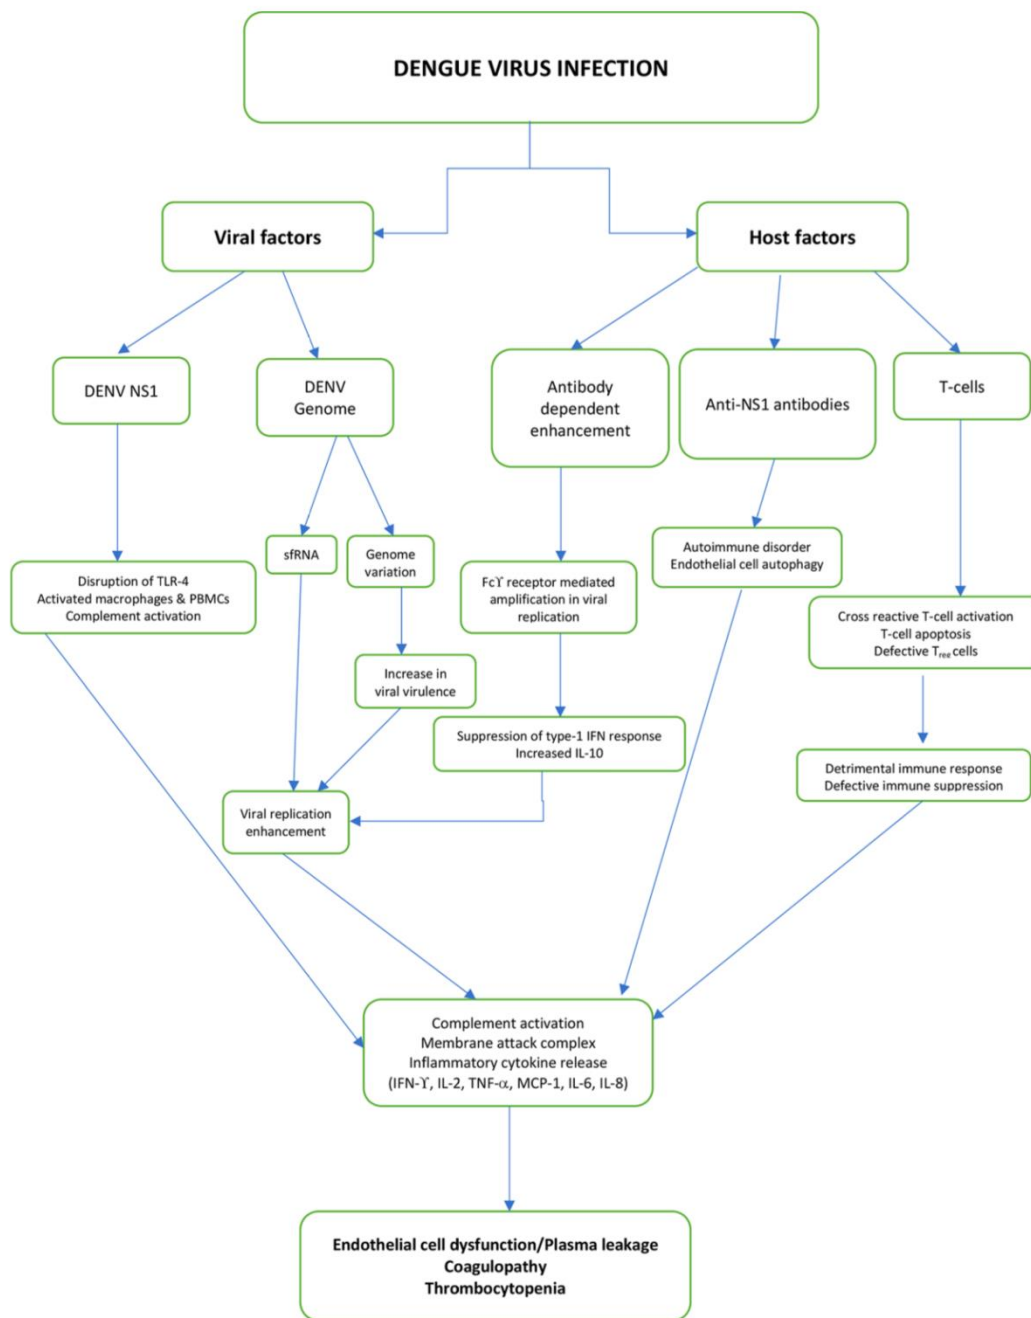 DENGUE VIRUS INFECTION
Viral factors
Host factors
DENV NS1
DENV
Genome
Antibody
dependent
enhancement
Anti-NS1 antibodies
T-cells
sfRNA
Genome
variation
Autoimmune disorder
Endothelial cell autophagy
Disruption of TLR-4
Activated macrophages & PBMCs
Complement activation
Fcϒ receptor mediated
amplification in viral
replication
Cross reactive T-cell activation
T-cell apoptosis
Defective Tree cells
Increase in
viral virulence
Suppression of type-1 IFN response
Increased IL-10
Detrimental immune response
Defective immune suppression
Viral replication
enhancement
Complement activation
Membrane attack complex
Inflammatory cytokine release
(IFN-ϒ, IL-2, TNF-α, MCP-1, IL-6, IL-8)
Endothelial cell dysfunction/Plasma leakage
Coagulopathy
Thrombocytopenia